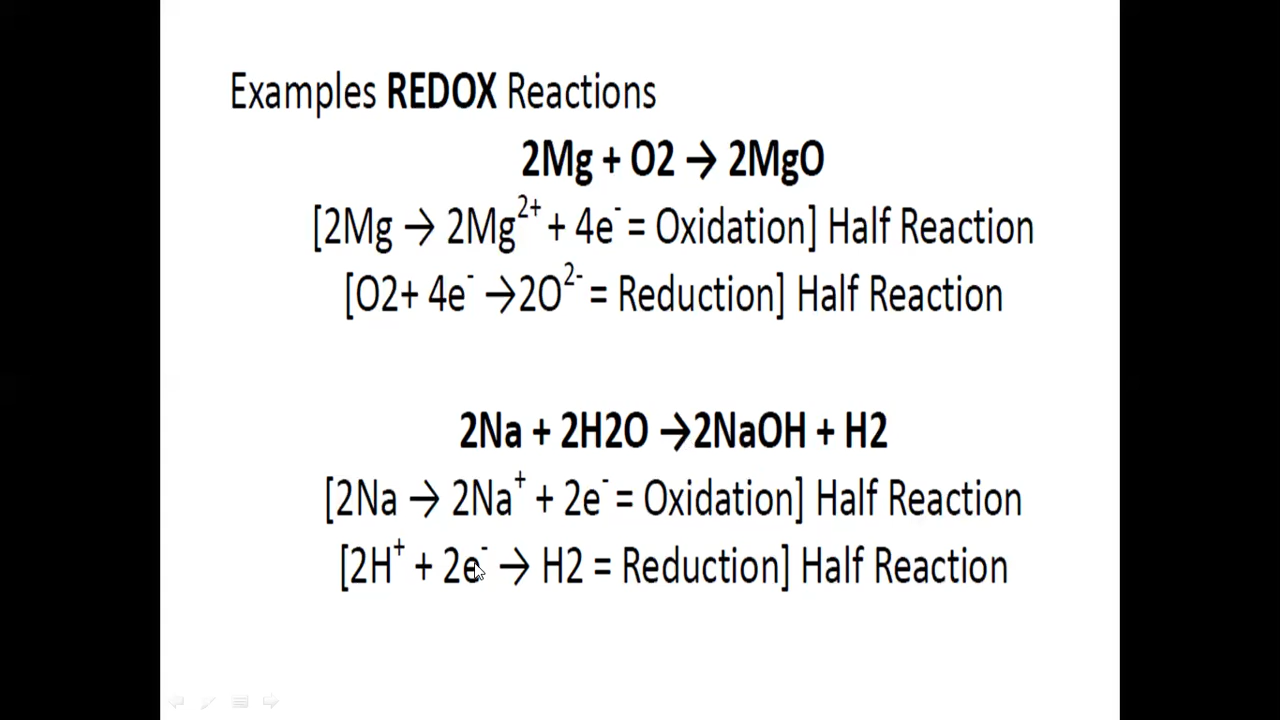 Examples REDOX Reactions
2Mg + O2 → 2MgO
[2Mg → 2Mg²⁺ + 4e⁻ = Oxidation] Half Reaction
[O2+ 4e⁻ →2O²⁻ = Reduction] Half Reaction
2Na + 2H2O →2NaOH + H2
[2Na → 2Na⁺ + 2e⁻ = Oxidation] Half Reaction
[2H⁺ + 2e⁻ → H2 = Reduction] Half Reaction